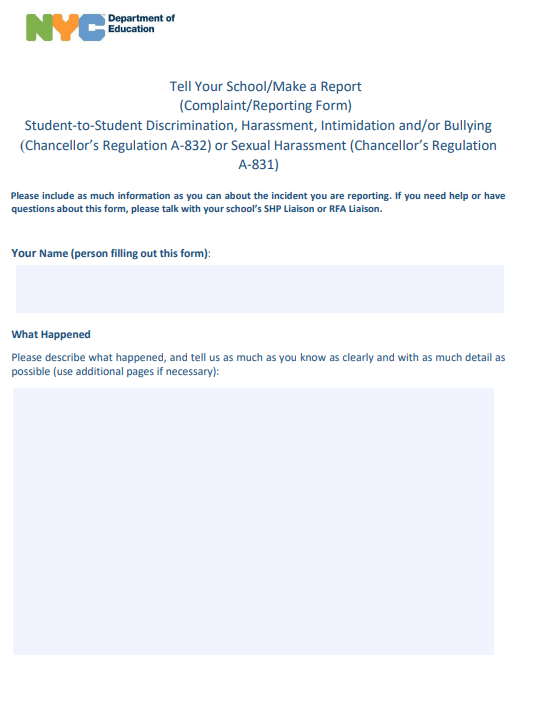 NYC Department of
Education
Tell Your School/Make a Report
(Complaint/Reporting Form)
Student-to-Student Discrimination, Harassment, Intimidation and/or Bullying
(Chancellor’s Regulation A-832) or Sexual Harassment (Chancellor’s Regulation
A-831)
Please include as much information as you can about the incident you are reporting. If you need help or have
questions about this form, please talk with your school’s SHP Liaison or RFA Liaison.
Your Name (person filling out this form):
What Happened
Please describe what happened, and tell us as much as you know as clearly and with as much detail as
possible (use additional pages if necessary):